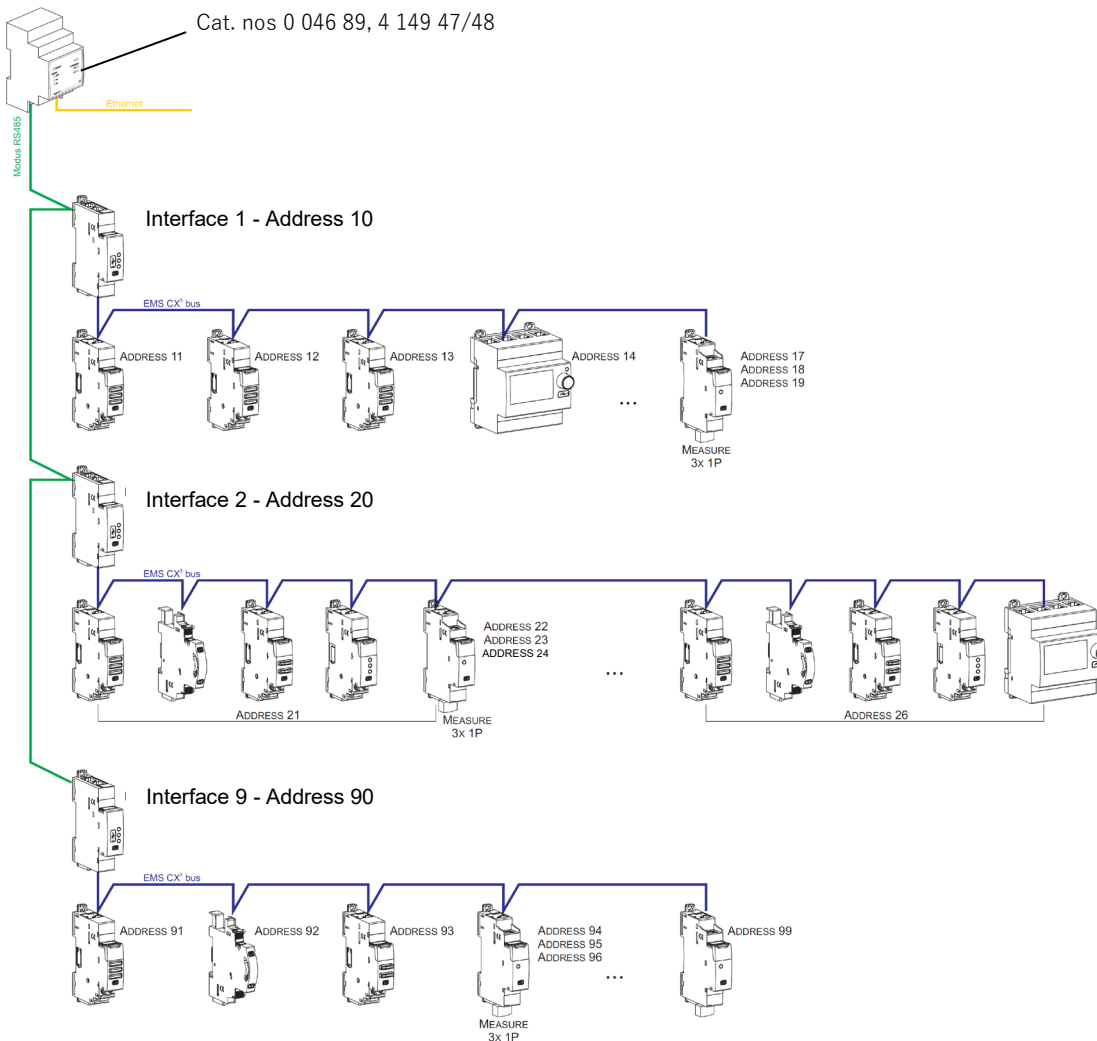 Cat. nos 0 046 89, 4 149 47/48
Ethernet
Modus RS485
Interface 1 - Address 10
EMS CX³ bus
ADDRESS 11
ADDRESS 12
ADDRESS 13
ADDRESS 14
...
ADDRESS 17
ADDRESS 18
ADDRESS 19
MEASURE
3X 1P
Interface 2 - Address 20
EMS CX³ bus
ADDRESS 22
ADDRESS 23
ADDRESS 24
...
ADDRESS 21
MEASURE
3X 1P
ADDRESS 26
Interface 9 - Address 90
EMS CX³ bus
ADDRESS 91
ADDRESS 92
ADDRESS 93
ADDRESS 94
ADDRESS 95
ADDRESS 96
...
ADDRESS 99
MEASURE
3X 1P